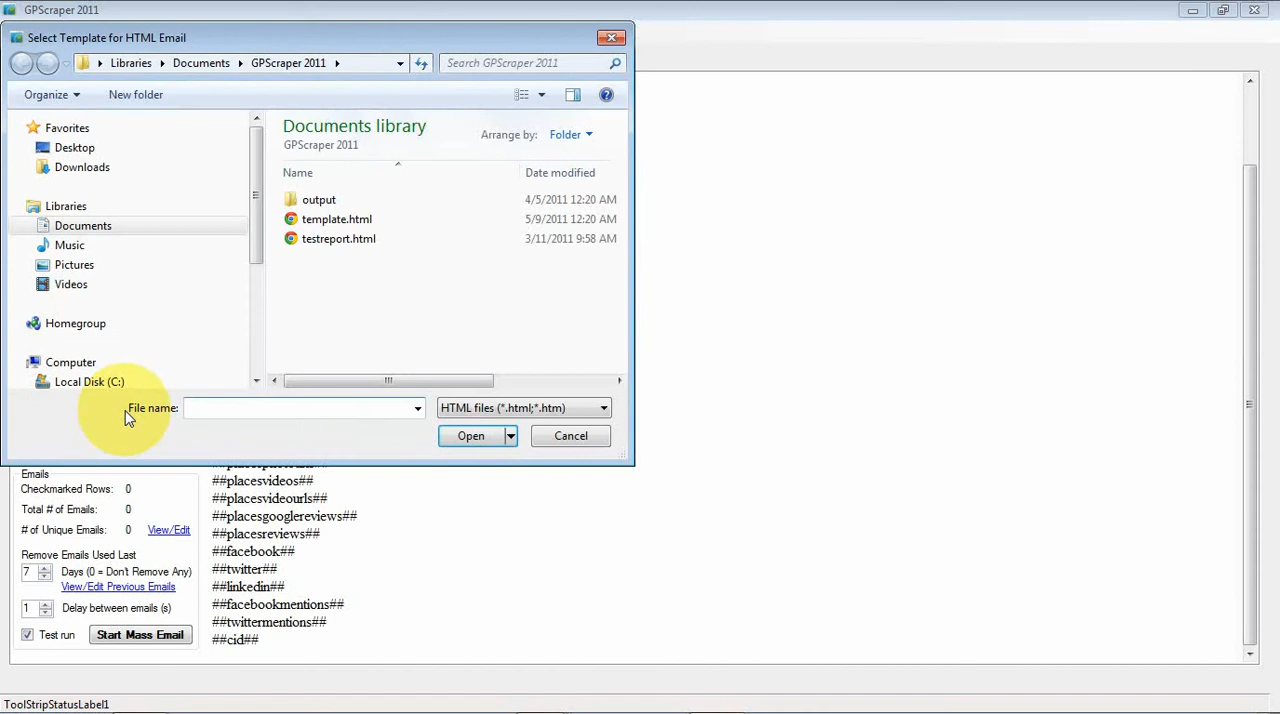 GPScraper 2011
Select Template for HTML Email
Libraries Documents GPScraper 2011
Search GPScraper 2011
Organize New folder
Documents library
GPScraper 2011
Arrange by: Folder
Name Date modified
output 4/5/2011 12:20 AM
template.html 5/9/2011 12:20 AM
testreport.html 3/11/2011 9:58 AM
Favorites
Desktop
Downloads
Libraries
Documents
Music
Pictures
Videos
Homegroup
Computer
Local Disk (C:)
File name:
HTML files (*.html;*.htm)
Open Cancel
Emails
Checkmarked Rows: 0
Total # of Emails: 0
# of Unique Emails: 0 View/Edit
Remove Emails Used Last
7 Days (0 = Don't Remove Any)
View/Edit Previous Emails
1 Delay between emails (s)
Test run Start Mass Email
##placesvideos##
##placesvideourls##
##placesgooglereviews##
##placesreviews##
##facebook##
##twitter##
##linkedin##
##facebookmentions##
##twittermentions##
##cid##
ToolStripStatusLabel1